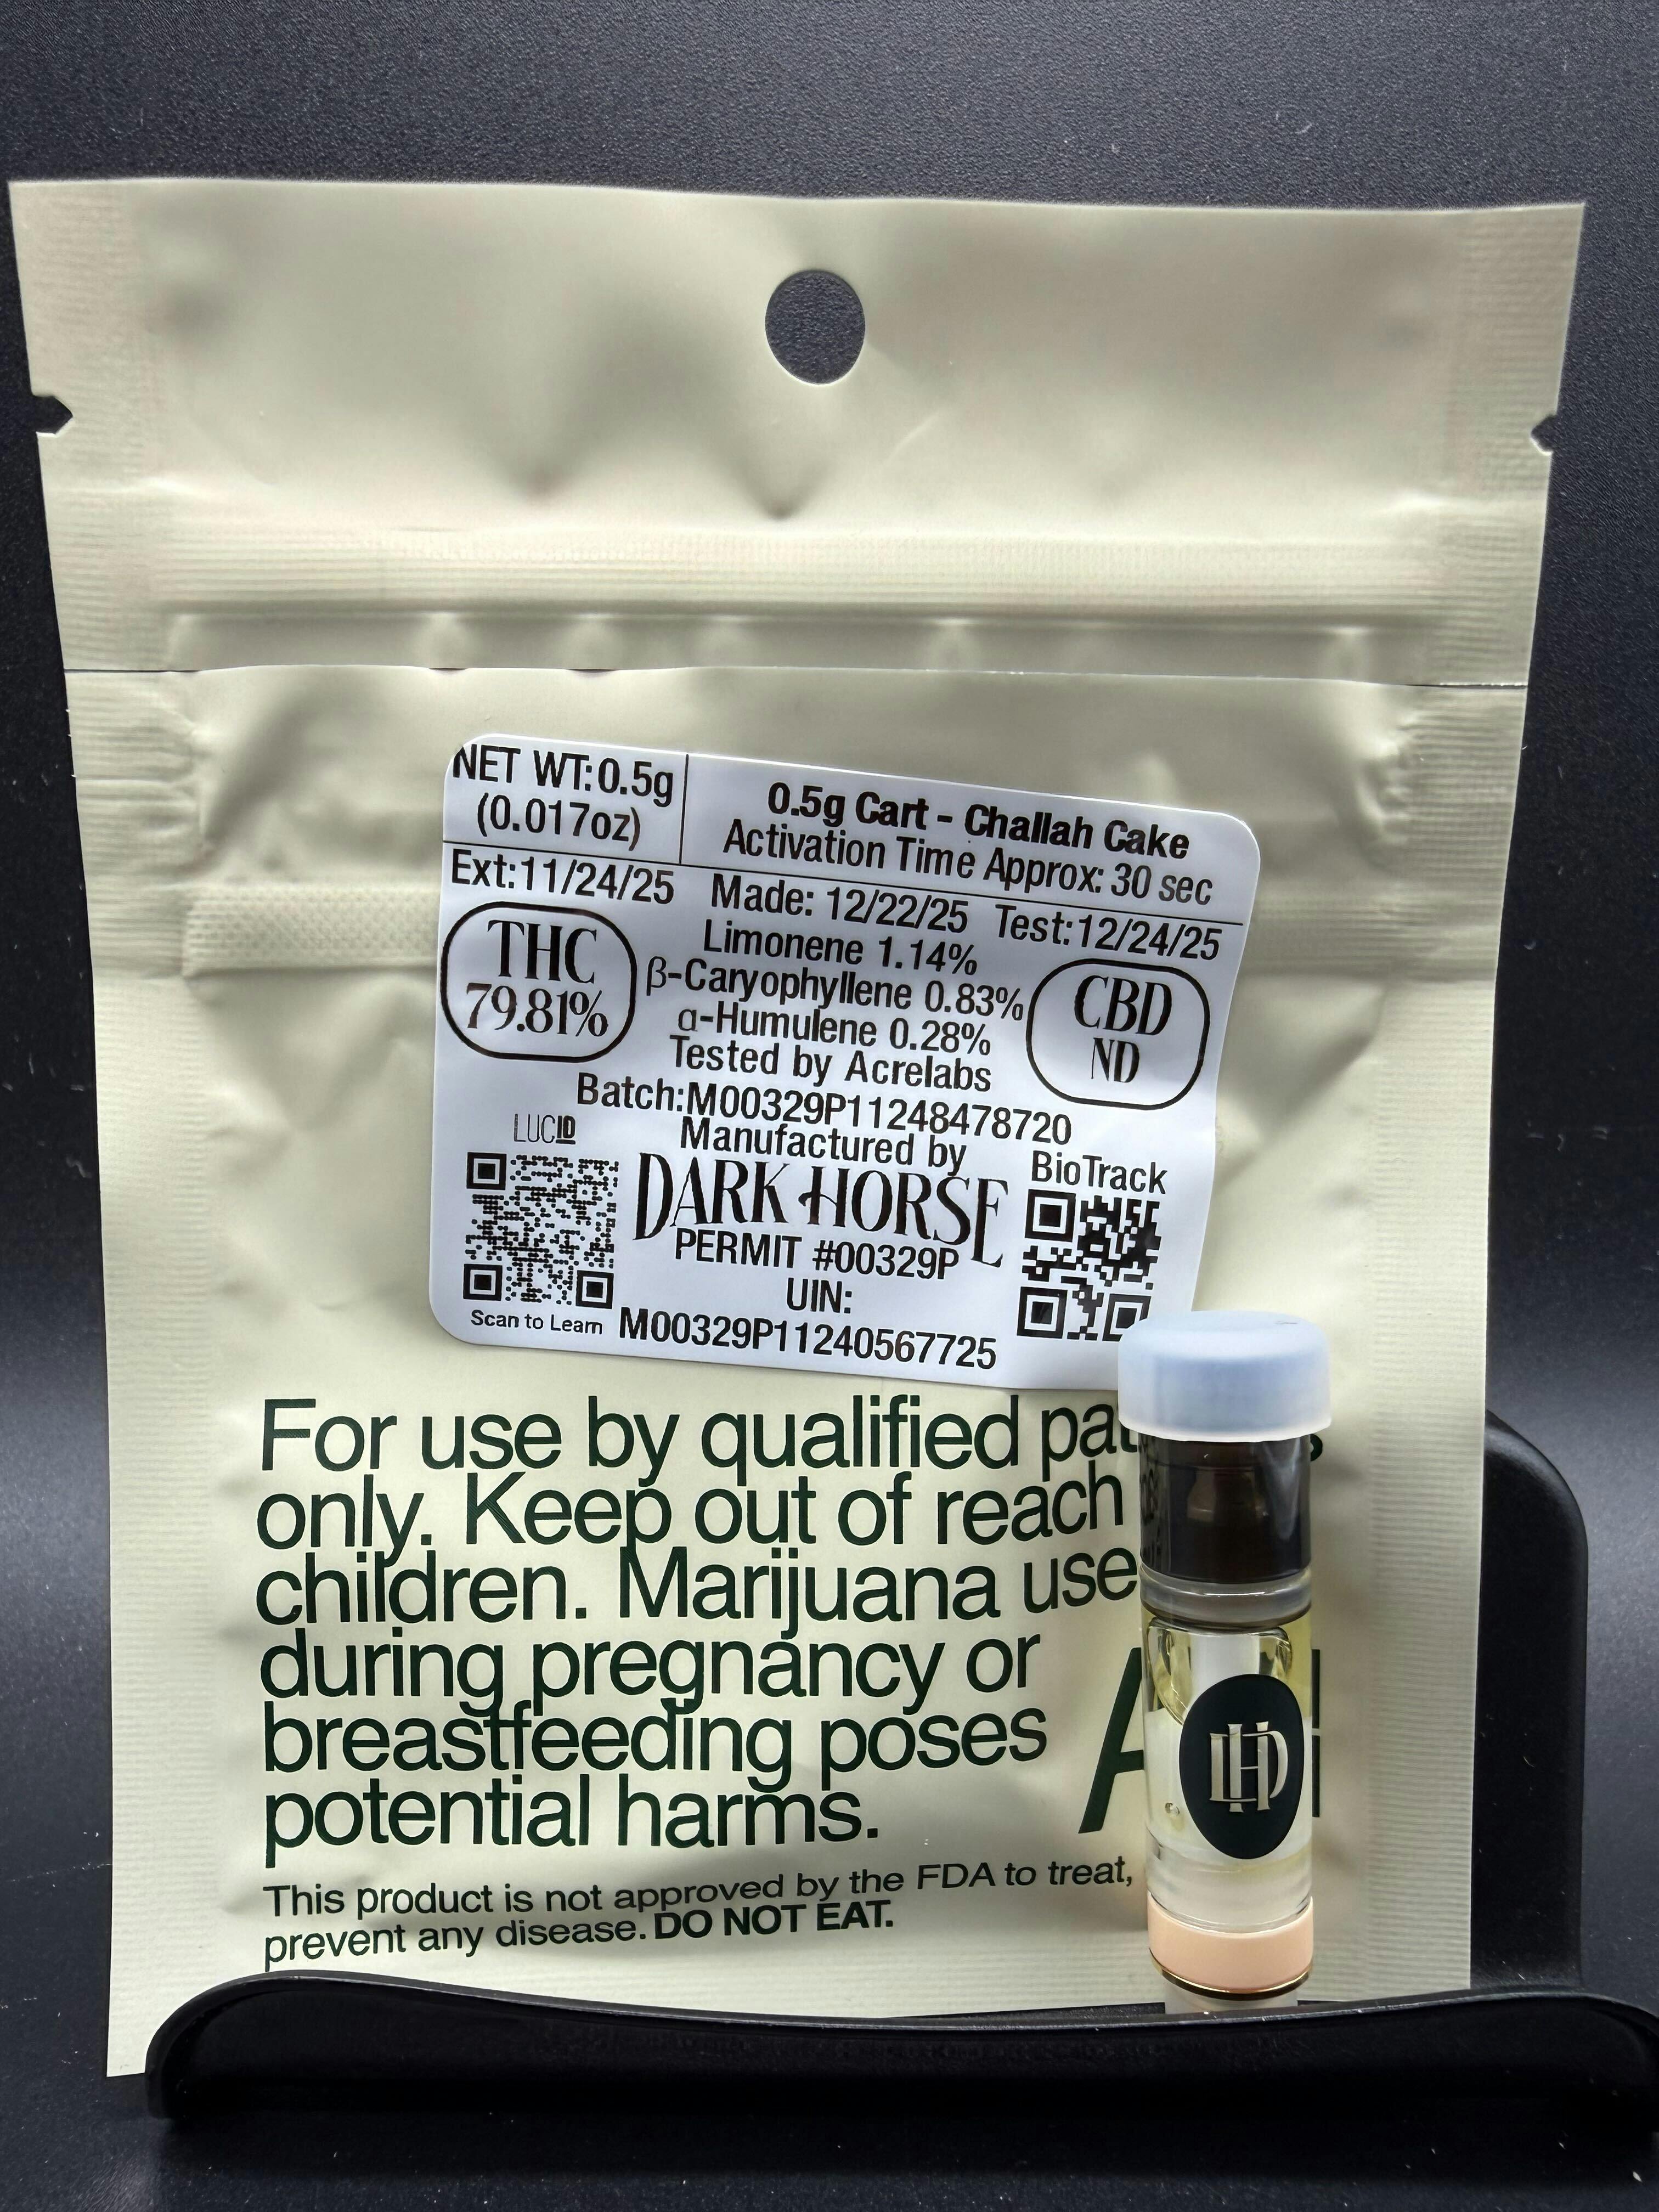 NET WT:0.5g
(0.017oz)
0.5g Cart - Challah Cake
Activation Time Approx: 30 sec
Ext:11/24/25 Made: 12/22/25 Test:12/24/25
THC
79.81%
Limonene 1.14%
β-Caryophyllene 0.83%
α-Humulene 0.28%
Tested by Acrelabs
CBD
ND
Batch:M00329P11248478720
Manufactured by
LUCID
DARK HORSE
BioTrack
PERMIT #00329P
UIN:
M00329P11240567725
Scan to Learn
For use by qualified
only. Keep out of reach
children. Marijuana use
during pregnancy or
breastfeeding poses
potential harms.
This product is not approved by the FDA to treat,
prevent any disease. DO NOT EAT.
DH